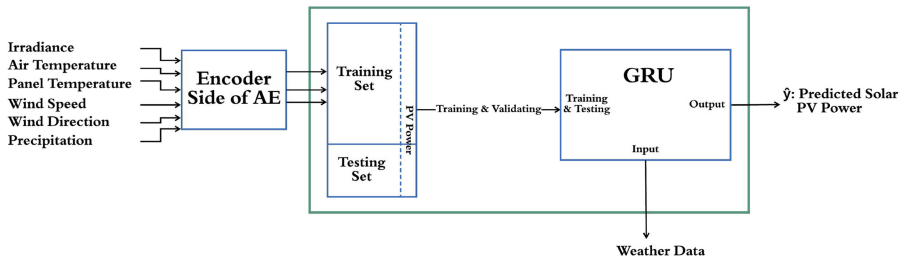 Irradiance
Air Temperature
Panel Temperature
Wind Speed
Wind Direction
Precipitation
Encoder
Side of AE
Training
Set
Testing
Set
PV Power
Training & Validating
GRU
Training
& Testing
Output
Input
ŷ: Predicted Solar
PV Power
Weather Data